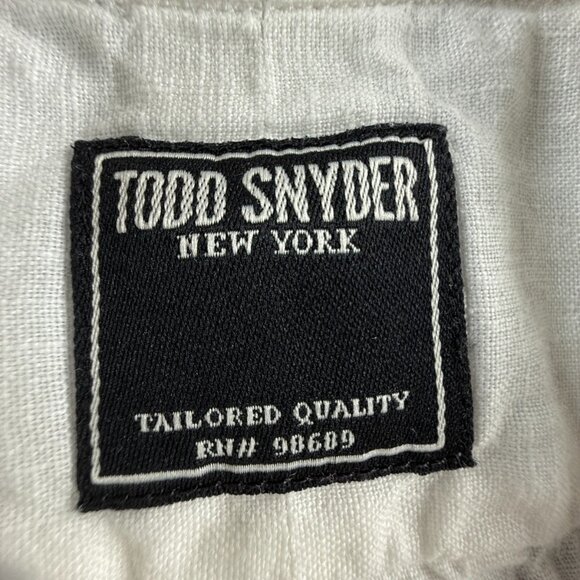 TODD SNYDER
NEW YORK
TAILORED QUALITY
RN# 98689